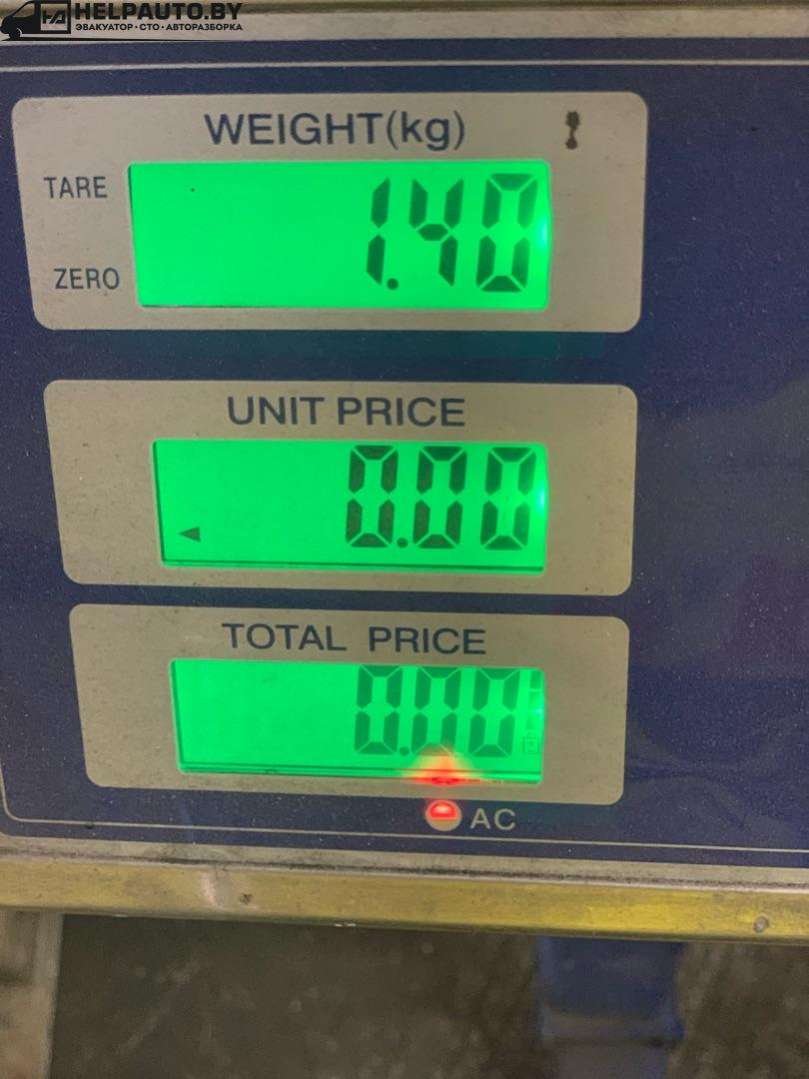 HELPAUTO.BY
ЭВАКУАТОР · СТО · АВТОРАЗБОРКА
WEIGHT(kg)
TARE
1.40
ZERO
UNIT PRICE
0.00
TOTAL PRICE
0.00
AC